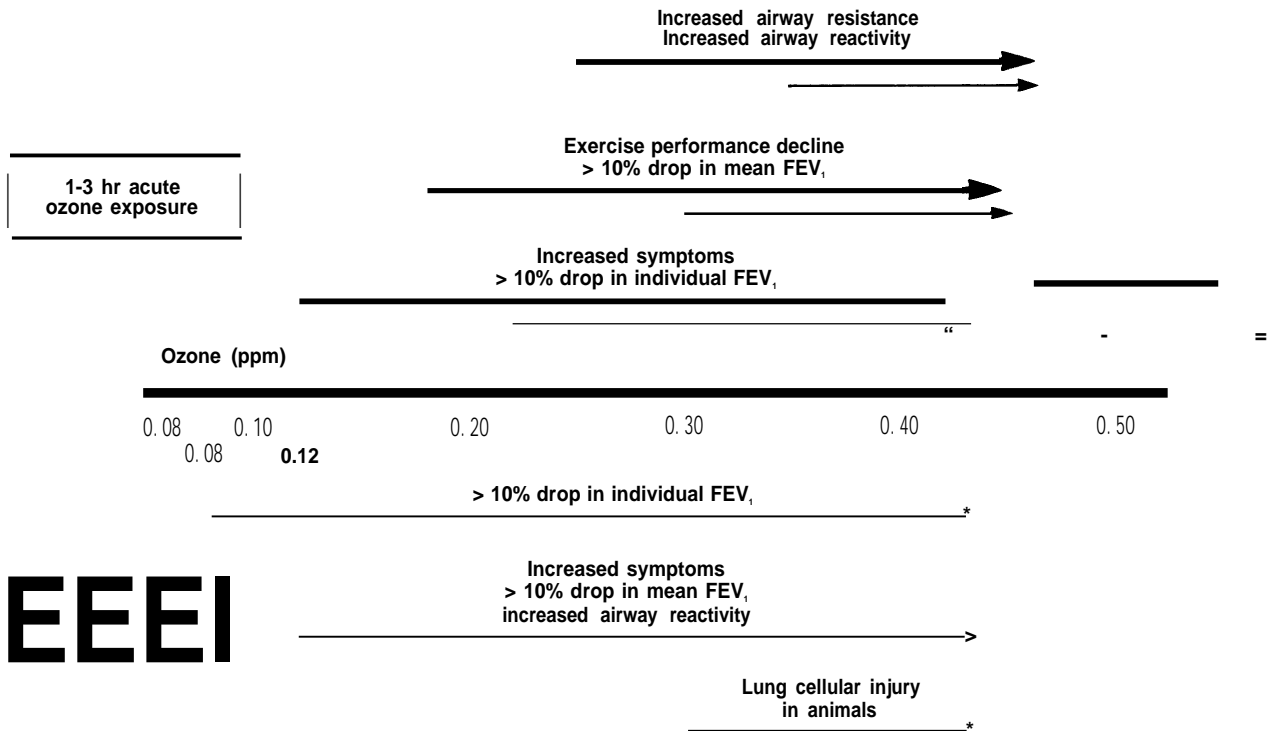 Increased airway resistance
Increased airway reactivity
Exercise performance decline
> 10% drop in mean FEV₁
1-3 hr acute
ozone exposure
Increased symptoms
> 10% drop in individual FEV₁
“ - =
Ozone (ppm)
0.08 0.10 0.20 0.30 0.40 0.50
0.08 0.12
> 10% drop in individual FEV₁
*
EEEI
Increased symptoms
> 10% drop in mean FEV₁
increased airway reactivity
>
Lung cellular injury
in animals
*